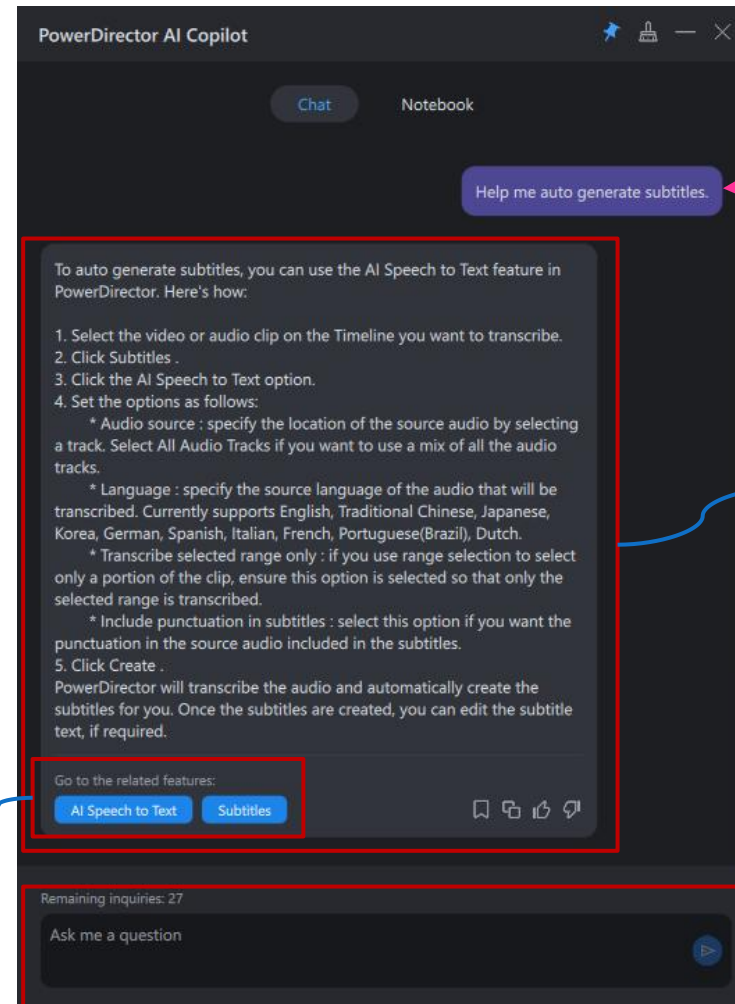 PowerDirector AI Copilot
Chat Notebook
Help me auto generate subtitles.
To auto generate subtitles, you can use the AI Speech to Text feature in
PowerDirector. Here's how:
1. Select the video or audio clip on the Timeline you want to transcribe.
2. Click Subtitles .
3. Click the AI Speech to Text option.
4. Set the options as follows:
* Audio source : specify the location of the source audio by selecting
a track. Select All Audio Tracks if you want to use a mix of all the audio
tracks.
* Language : specify the source language of the audio that will be
transcribed. Currently supports English, Traditional Chinese, Japanese,
Korea, German, Spanish, Italian, French, Portuguese(Brazil), Dutch.
* Transcribe selected range only : if you use range selection to select
only a portion of the clip, ensure this option is selected so that only the
selected range is transcribed.
* Include punctuation in subtitles : select this option if you want the
punctuation in the source audio included in the subtitles.
5. Click Create .
PowerDirector will transcribe the audio and automatically create the
subtitles for you. Once the subtitles are created, you can edit the subtitle
text, if required.
Go to the related features:
AI Speech to Text Subtitles
Remaining inquiries: 27
Ask me a question